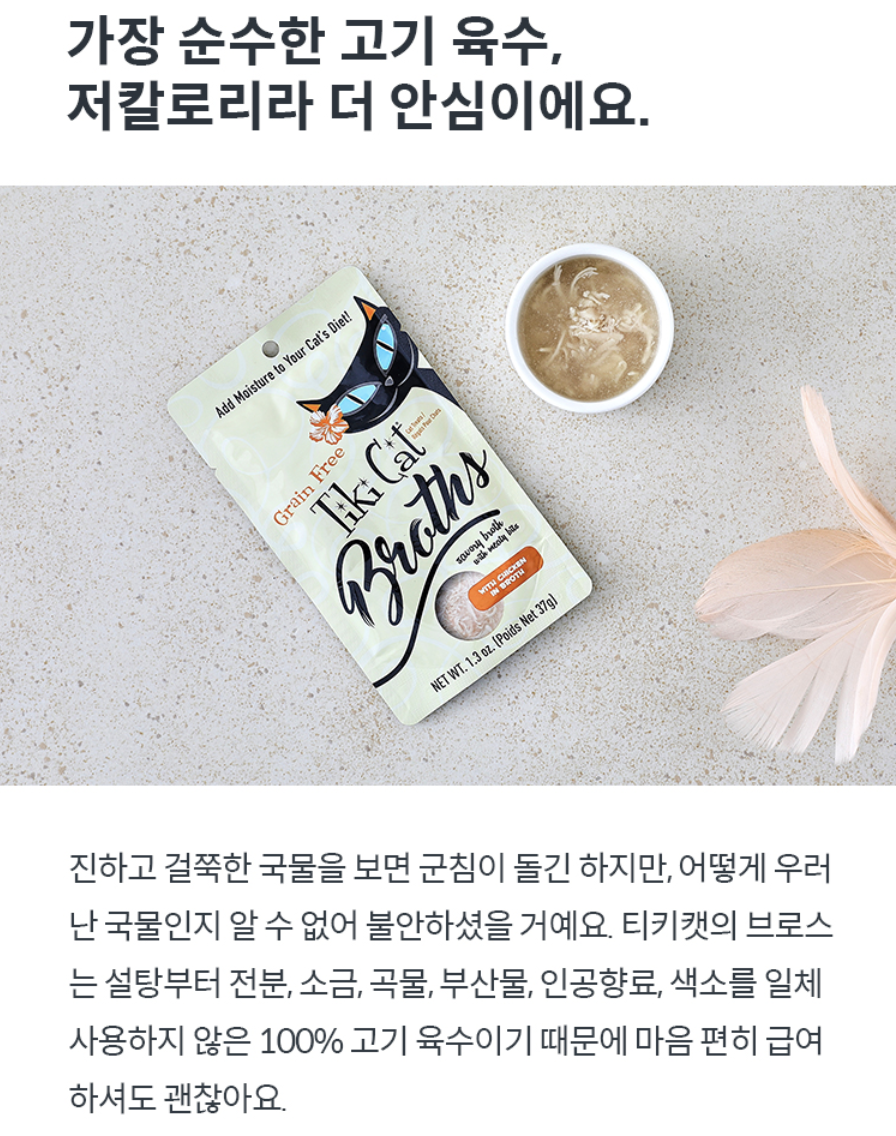 가장 순수한 고기 육수,
저칼로리라 더 안심이에요.
Add Moisture to Your Cat's Diet!
Grain Free
Tiki Cat
Cat Treats /
Régals Pour Chats
Broths
savory broth
with meaty bits
WITH CHICKEN
IN BROTH
NET WT. 1.3 oz. (Poids Net 37g)
진하고 걸쭉한 국물을 보면 군침이 돌긴 하지만, 어떻게 우러
난 국물인지 알 수 없어 불안하셨을 거예요. 티키캣의 브로스
는 설탕부터 전분, 소금, 곡물, 부산물, 인공향료, 색소를 일체
사용하지 않은 100% 고기 육수이기 때문에 마음 편히 급여
하셔도 괜찮아요.